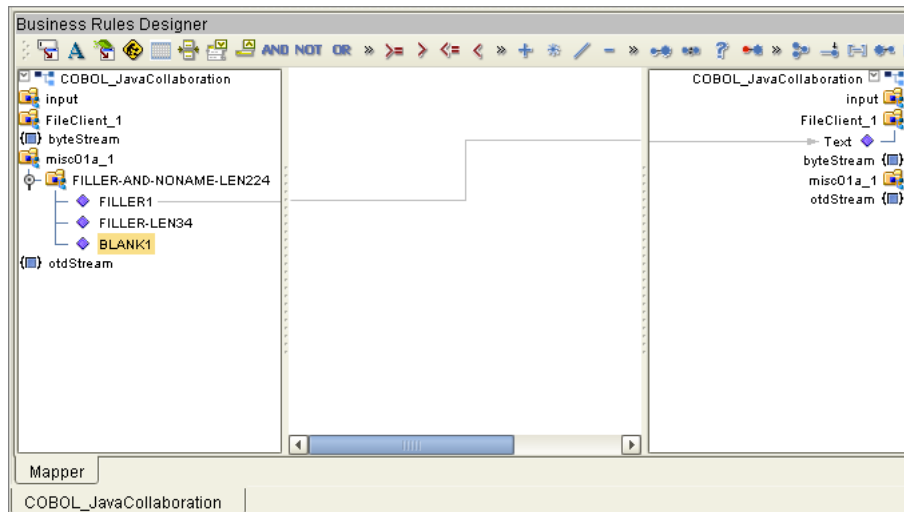 Business Rules Designer
A AND NOT OR » >= > <= < » + * / - » ? »
COBOL_JavaCollaboration
input
FileClient_1
byteStream
misc01a_1
FILLER-AND-NONAME-LEN224
FILLER1
FILLER-LEN34
BLANK1
otdStream
COBOL_JavaCollaboration
input
FileClient_1
Text
byteStream
misc01a_1
otdStream
Mapper
COBOL_JavaCollaboration